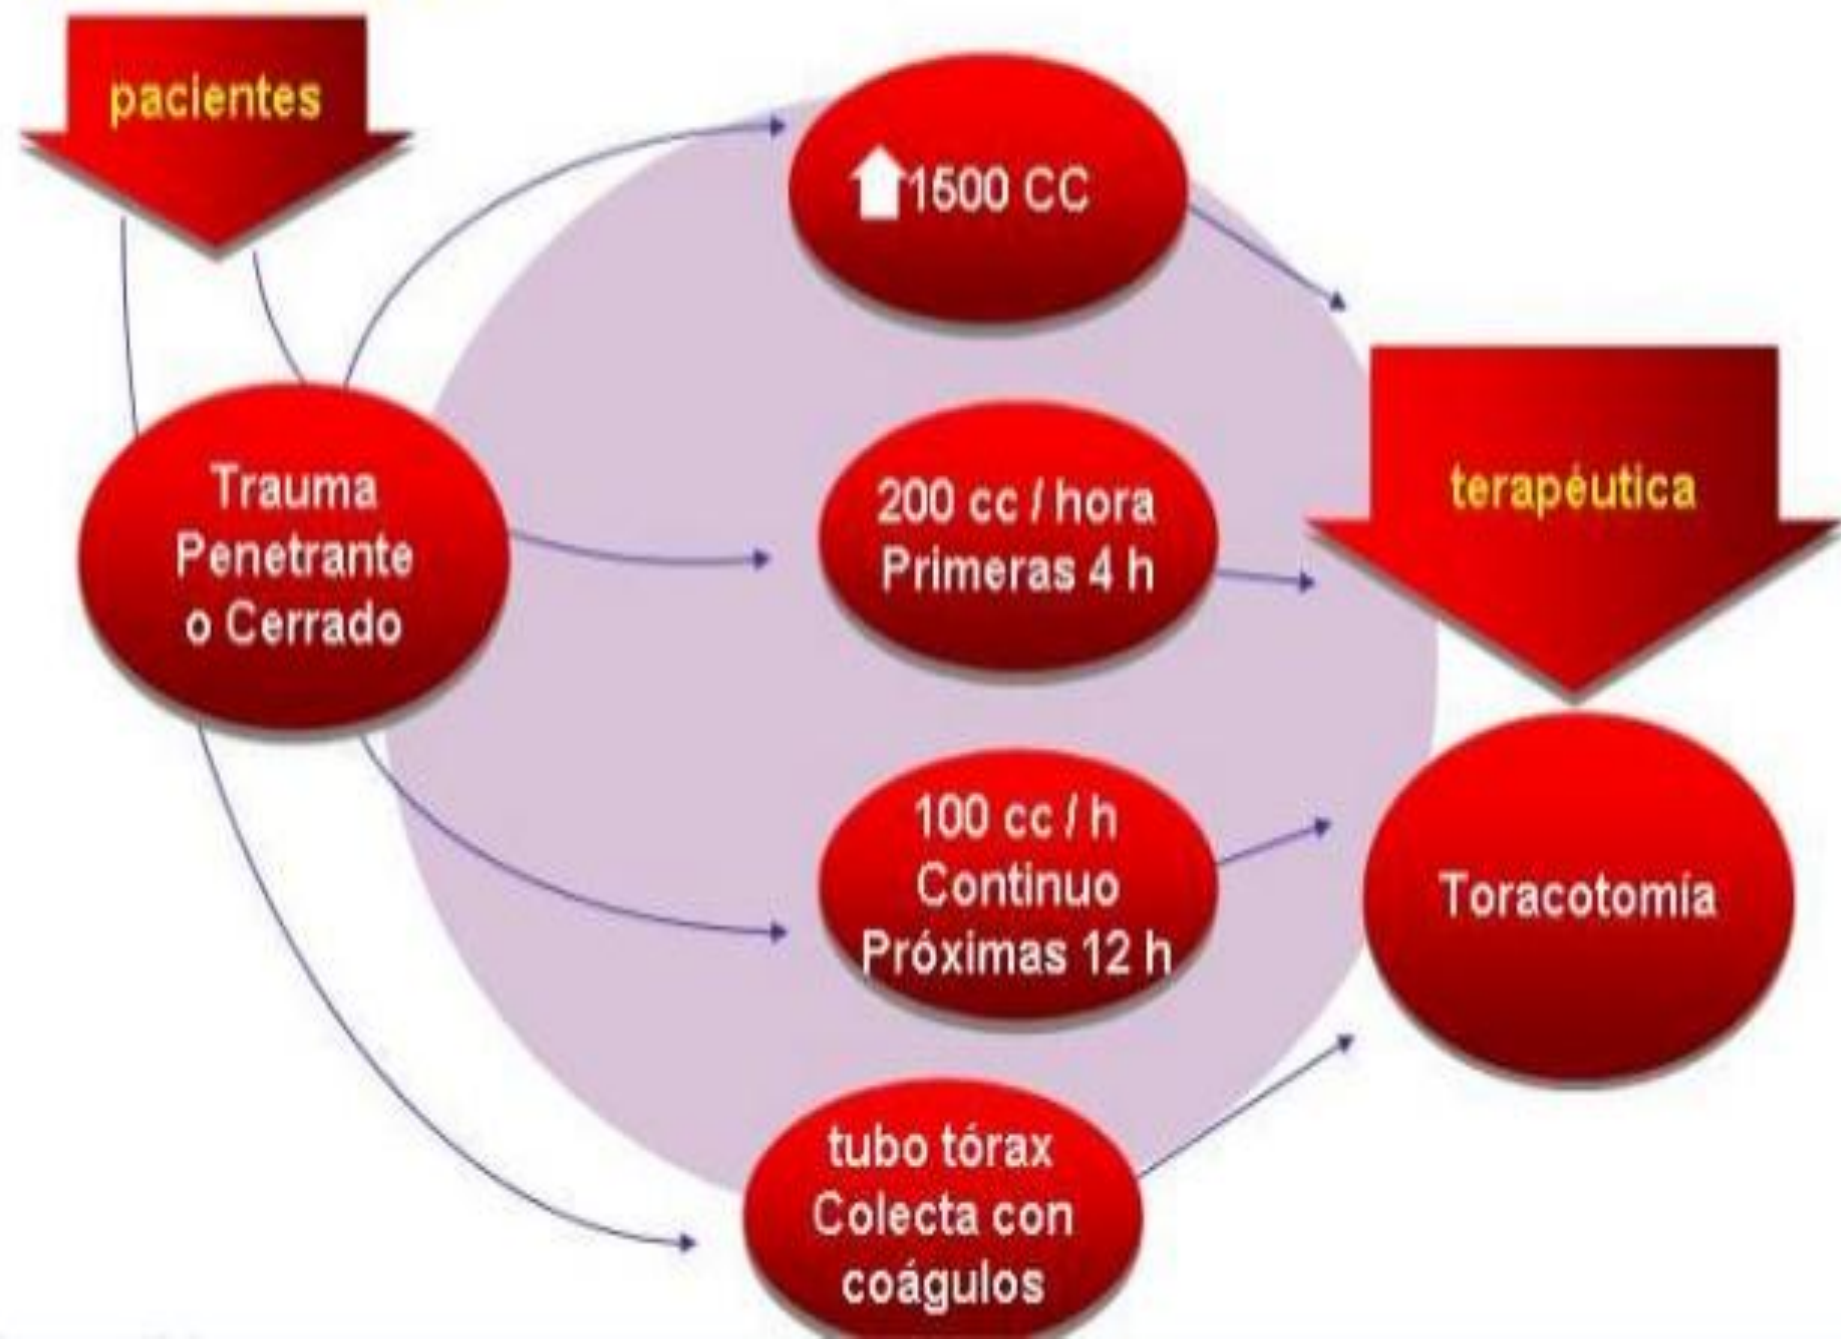 pacientes
1500 CC
Trauma
Penetrante
o Cerrado
200 cc / hora
Primeras 4 h
terapéutica
100 cc / h
Continuo
Próximas 12 h
Toracotomía
tubo tórax
Colecta con
coágulos